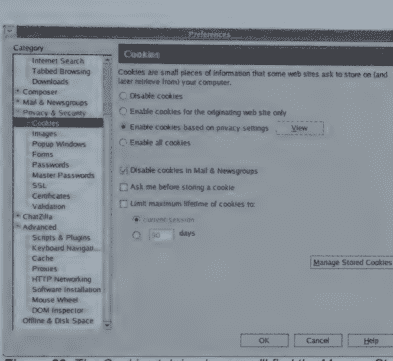 Preferences
Category
Internet Search
Tabbed Browsing
Downloads
Composer
Mail & Newsgroups
Privacy & Security
Cookies
Images
Popup Windows
Forms
Passwords
Master Passwords
SSL
Certificates
Validation
ChatZilla
Advanced
Scripts & Plugins
Keyboard Navigati...
Cache
Proxies
HTTP Networking
Software Installation
Mouse Wheel
DOM Inspector
Offline & Disk Space
Cookies
Cookies are small pieces of information that some web sites ask to store on (and
later retrieve from) your computer.
Disable cookies
Enable cookies for the originating web site only
Enable cookies based on privacy settings View
Enable all cookies
Disable cookies in Mail & Newsgroups
Ask me before storing a cookie
Limit maximum lifetime of cookies to:
current session
90 days
Manage Stored Cookies
OK Cancel Help